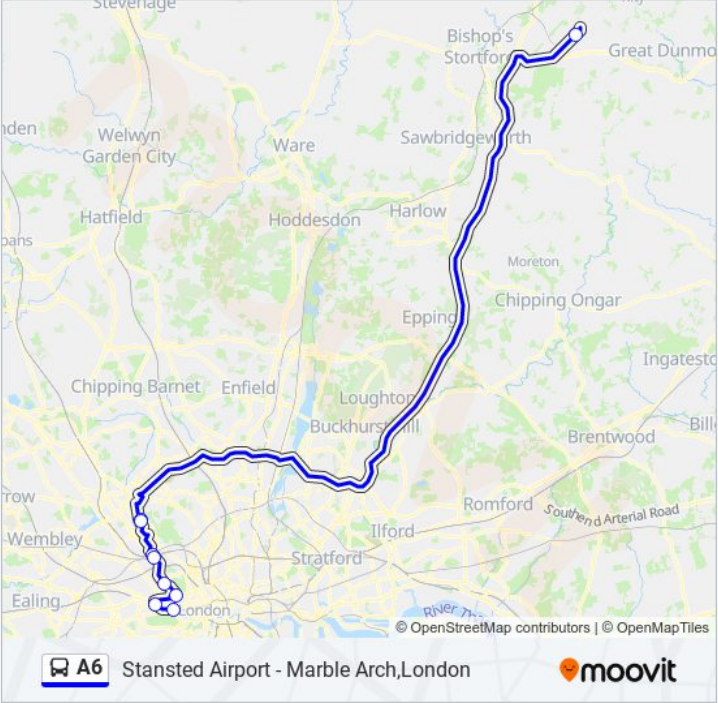 Stevenage
Bishop's
Stortford
Great Dunmo
nden
Welwyn
Garden City
Ware
Sawbridgeworth
Hatfield
Hoddesdon
Harlow
bans
Moreton
Epping
Chipping Ongar
Ingatesto
Chipping Barnet
Enfield
Loughton
Buckhurst Hill
Bille
Brentwood
rrow
Romford
Southend Arterial Road
Wembley
Ilford
Stratford
Ealing
London
River Tha
© OpenStreetMap contributors | © OpenMapTiles
A6 Stansted Airport - Marble Arch,London
moovit